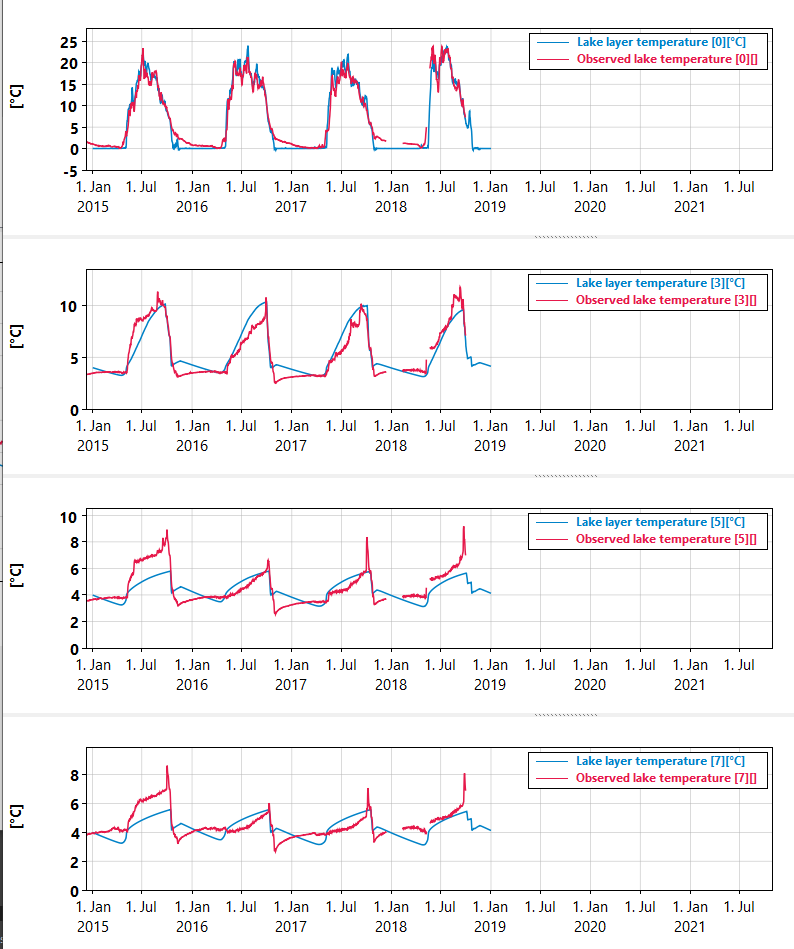 Lake layer temperature [0][°C]
Observed lake temperature [0][]
[°C]
25
20
15
10
5
0
-5
1. Jan 1. Jul 1. Jan 1. Jul 1. Jan 1. Jul 1. Jan 1. Jul 1. Jan 1. Jul 1. Jan 1. Jul 1. Jan 1. Jul
2015 2016 2017 2018 2019 2020 2021
Lake layer temperature [3][°C]
Observed lake temperature [3][]
[°C]
10
5
0
1. Jan 1. Jul 1. Jan 1. Jul 1. Jan 1. Jul 1. Jan 1. Jul 1. Jan 1. Jul 1. Jan 1. Jul 1. Jan 1. Jul
2015 2016 2017 2018 2019 2020 2021
Lake layer temperature [5][°C]
Observed lake temperature [5][]
[°C]
10
8
6
4
2
0
1. Jan 1. Jul 1. Jan 1. Jul 1. Jan 1. Jul 1. Jan 1. Jul 1. Jan 1. Jul 1. Jan 1. Jul 1. Jan 1. Jul
2015 2016 2017 2018 2019 2020 2021
Lake layer temperature [7][°C]
Observed lake temperature [7][]
[°C]
8
6
4
2
0
1. Jan 1. Jul 1. Jan 1. Jul 1. Jan 1. Jul 1. Jan 1. Jul 1. Jan 1. Jul 1. Jan 1. Jul 1. Jan 1. Jul
2015 2016 2017 2018 2019 2020 2021